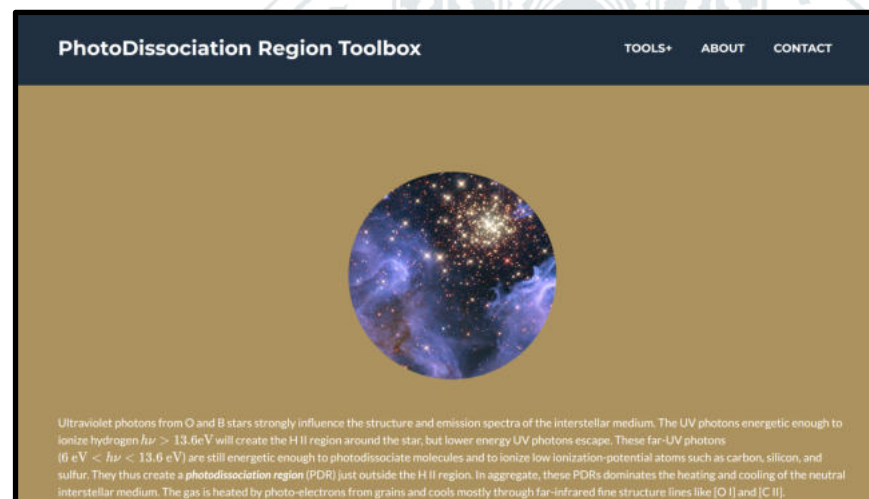 PhotoDissociation Region Toolbox
TOOLS+ ABOUT CONTACT
Ultraviolet photons from O and B stars strongly influence the structure and emission spectra of the interstellar medium. The UV photons energetic enough to
ionize hydrogen hν > 13.6eV will create the H II region around the star, but lower energy UV photons escape. These far-UV photons
(6 eV < hν < 13.6 eV) are still energetic enough to photodissociate molecules and to ionize low ionization-potential atoms such as carbon, silicon, and
sulfur. They thus create a photodissociation region (PDR) just outside the H II region. In aggregate, these PDRs dominates the heating and cooling of the neutral
interstellar medium. The gas is heated by photo-electrons from grains and cools mostly through far-infrared fine structure lines like [O I] and [C II].